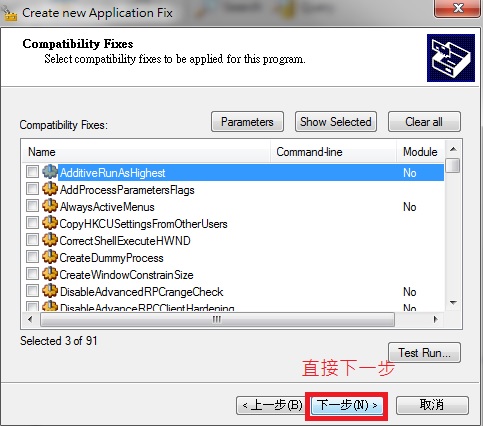 Create new Application Fix
Compatibility Fixes
Select compatibility fixes to be applied for this program.
Compatibility Fixes:
Parameters
Show Selected
Clear all
Name Command-line Module
AdditiveRunAsHighest No
AddProcessParametersFlags
AlwaysActiveMenus No
CopyHKCUSettingsFromOtherUsers
CorrectShellExecuteHWND
CreateDummyProcess
CreateWindowConstrainSize
DisableAdvancedRPCrangeCheck No
DisableAdvancedRPCClientHardening No
Selected 3 of 91
Test Run...
直接下一步
< 上一步(B)
下一步(N) >
取消